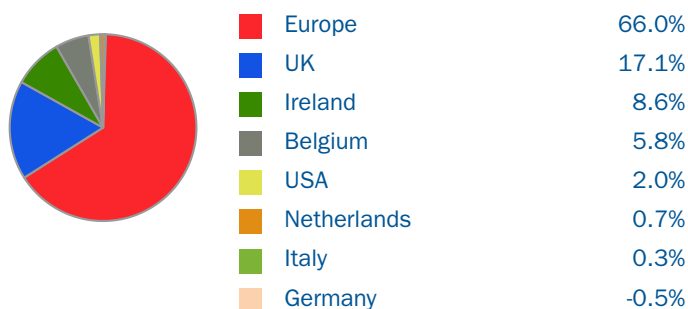 Europe 66.0%
UK 17.1%
Ireland 8.6%
Belgium 5.8%
USA 2.0%
Netherlands 0.7%
Italy 0.3%
Germany -0.5%